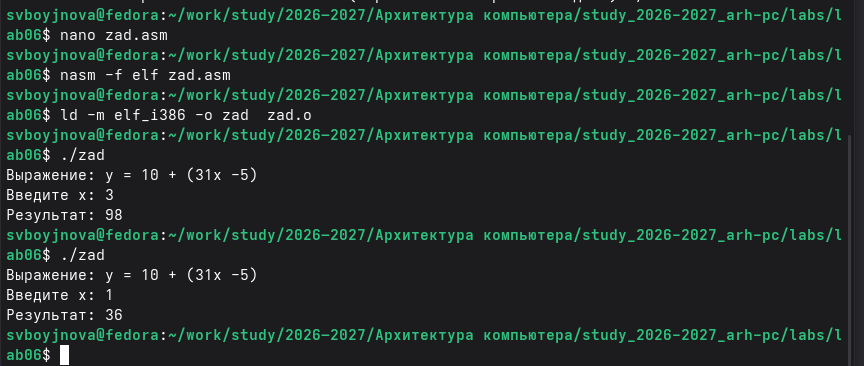 svboyjnova@fedora:~/work/study/2026-2027/Архитектура компьютера/study_2026-2027_arh-pc/labs/l
ab06$ nano zad.asm
svboyjnova@fedora:~/work/study/2026-2027/Архитектура компьютера/study_2026-2027_arh-pc/labs/l
ab06$ nasm -f elf zad.asm
svboyjnova@fedora:~/work/study/2026-2027/Архитектура компьютера/study_2026-2027_arh-pc/labs/l
ab06$ ld -m elf_i386 -o zad  zad.o
svboyjnova@fedora:~/work/study/2026-2027/Архитектура компьютера/study_2026-2027_arh-pc/labs/l
ab06$ ./zad
Выражение: y = 10 + (31x -5)
Введите x: 3
Результат: 98
svboyjnova@fedora:~/work/study/2026-2027/Архитектура компьютера/study_2026-2027_arh-pc/labs/l
ab06$ ./zad
Выражение: y = 10 + (31x -5)
Введите x: 1
Результат: 36
svboyjnova@fedora:~/work/study/2026-2027/Архитектура компьютера/study_2026-2027_arh-pc/labs/l
ab06$